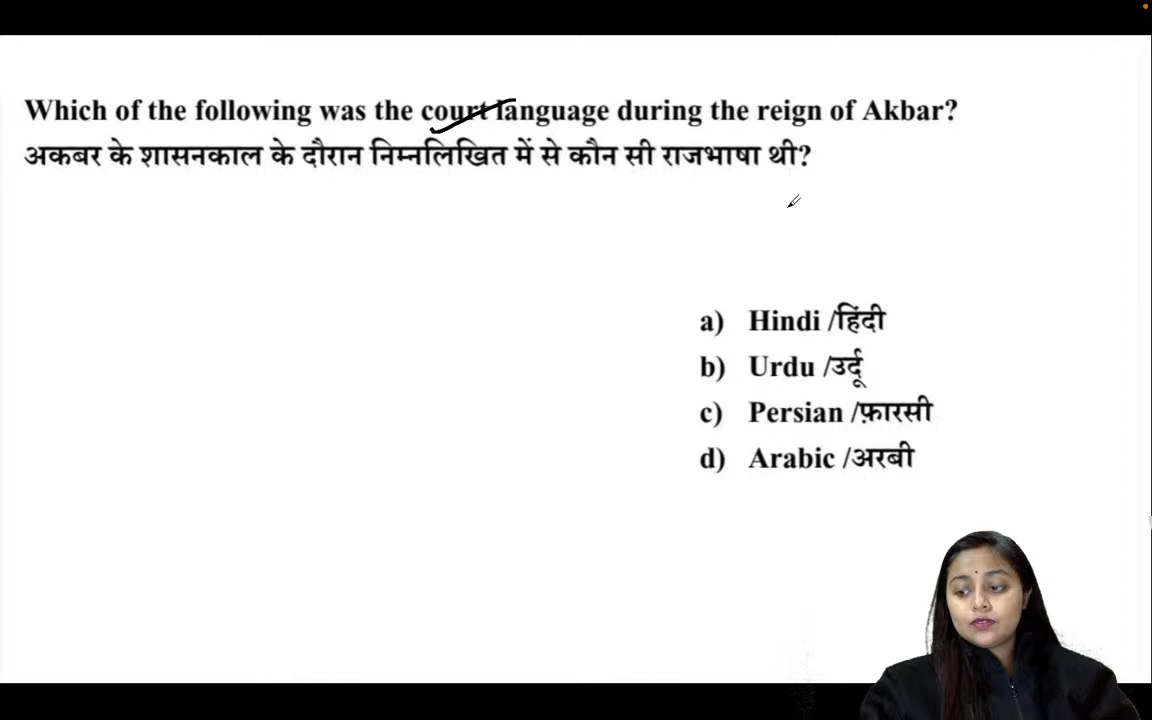 Which of the following was the court language during the reign of Akbar?
अकबर के शासनकाल के दौरान निम्नलिखित में से कौन सी राजभाषा थी?
a) Hindi /हिंदी
b) Urdu /उर्दू
c) Persian /फ़ारसी
d) Arabic /अरबी